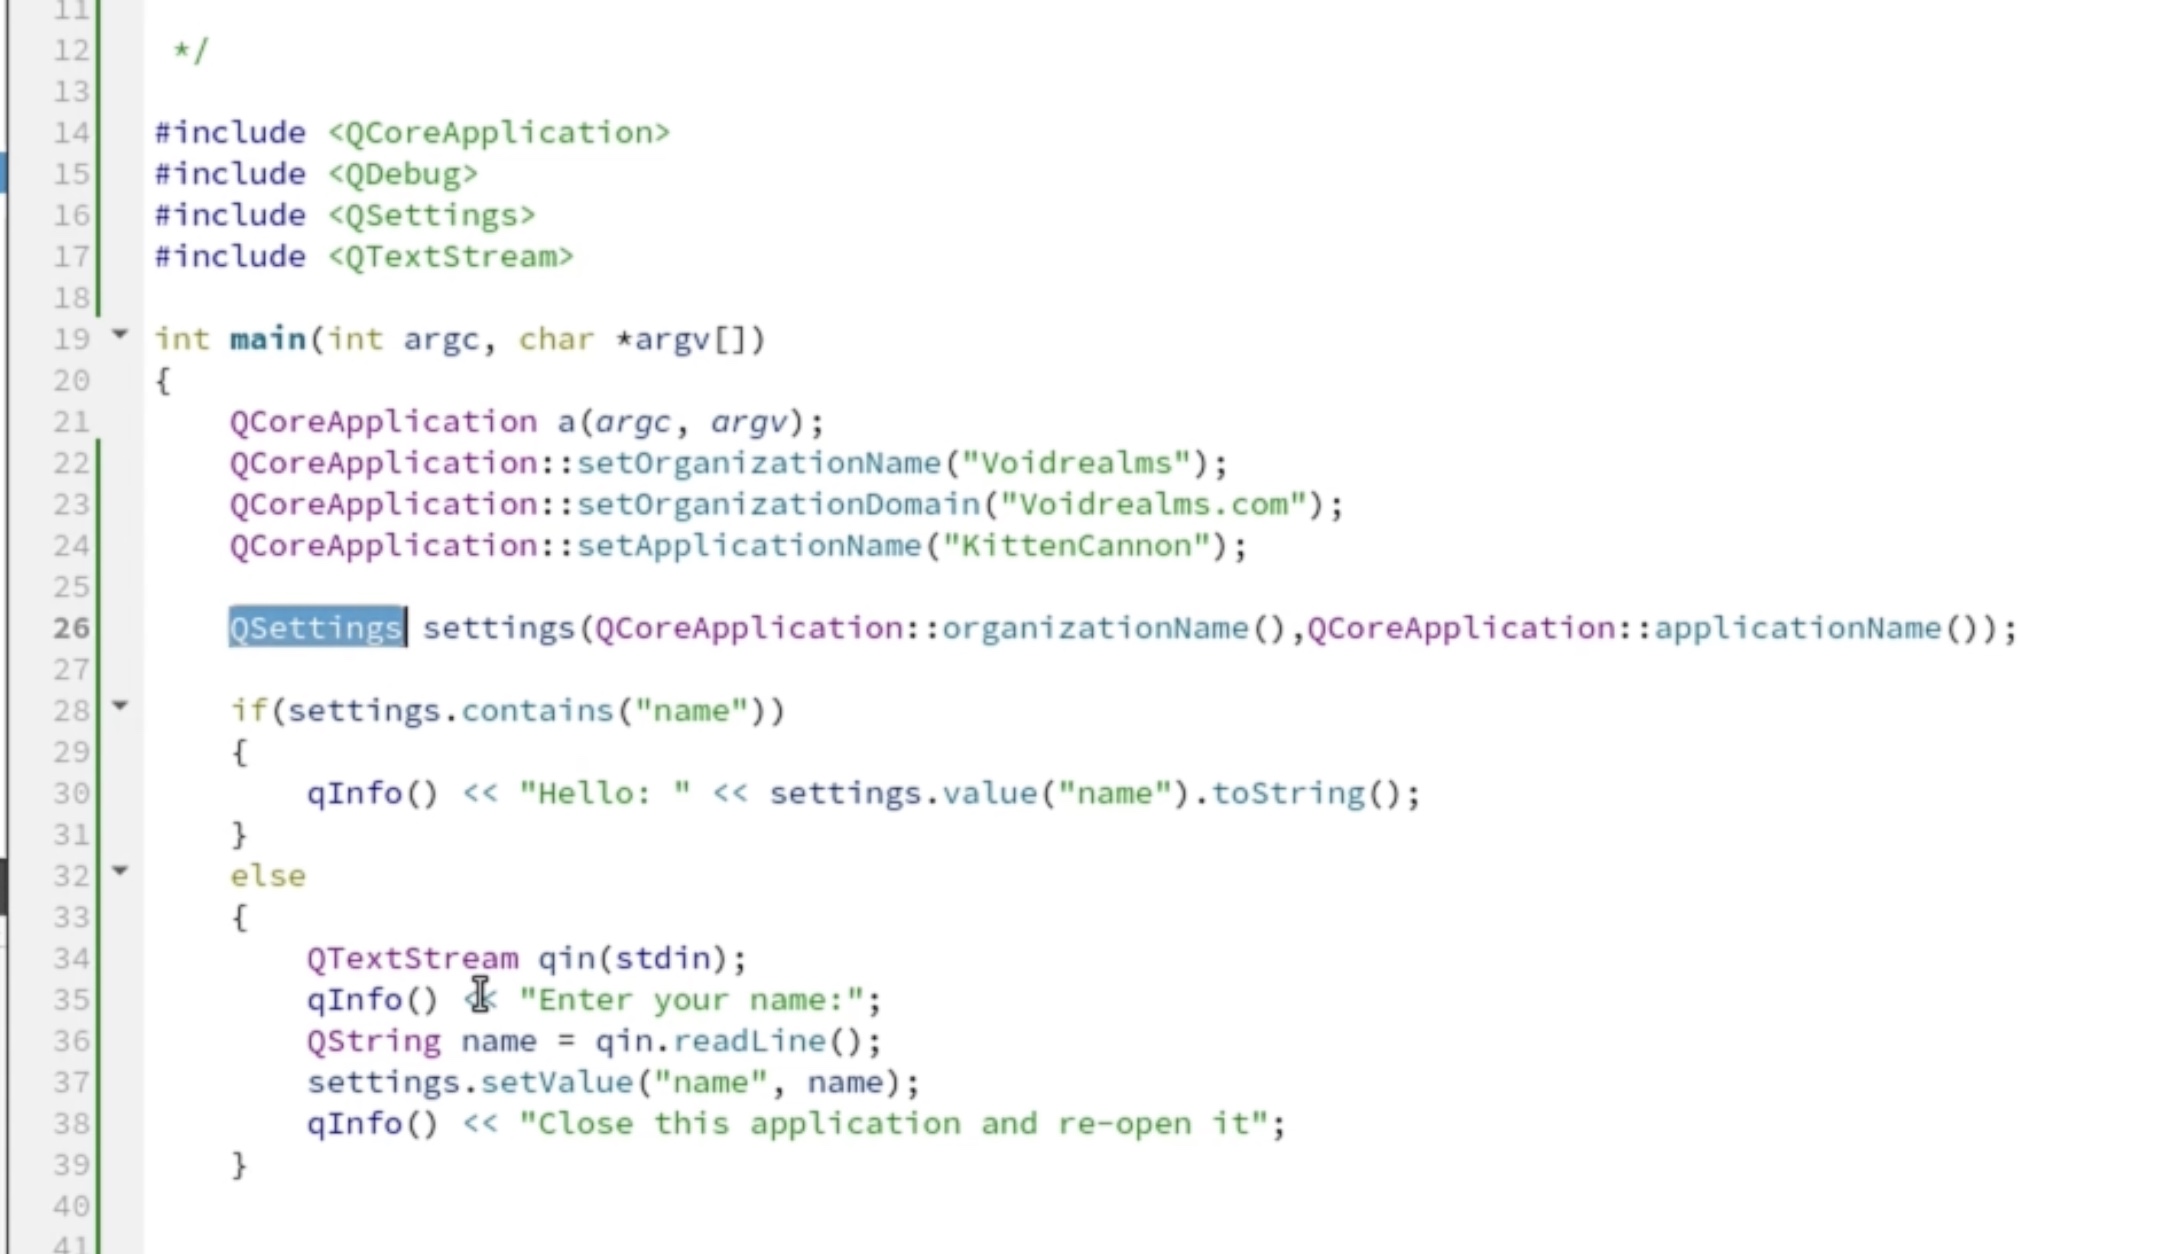 11
12 */
13
14 #include <QCoreApplication>
15 #include <QDebug>
16 #include <QSettings>
17 #include <QTextStream>
18
19 int main(int argc, char *argv[])
20 {
21     QCoreApplication a(argc, argv);
22     QCoreApplication::setOrganizationName("Voidrealms");
23     QCoreApplication::setOrganizationDomain("Voidrealms.com");
24     QCoreApplication::setApplicationName("KittenCannon");
25
26     QSettings settings(QCoreApplication::organizationName(),QCoreApplication::applicationName());
27
28     if(settings.contains("name"))
29     {
30         qInfo() << "Hello: " << settings.value("name").toString();
31     }
32     else
33     {
34         QTextStream qin(stdin);
35         qInfo() << "Enter your name:";
36         QString name = qin.readLine();
37         settings.setValue("name", name);
38         qInfo() << "Close this application and re-open it";
39     }
40
41